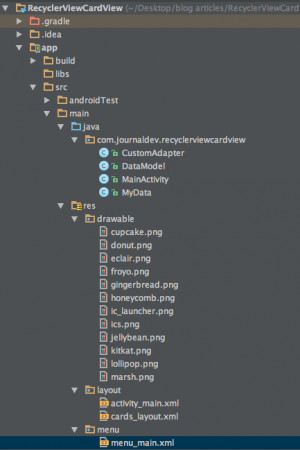 RecyclerViewCardView (~/Desktop/blog articles/RecyclerViewCard
.gradle
.idea
app
build
libs
src
androidTest
main
java
com.journaldev.recyclerviewcardview
CustomAdapter
DataModel
MainActivity
MyData
res
drawable
cupcake.png
donut.png
eclair.png
froyo.png
gingerbread.png
honeycomb.png
ic_launcher.png
ics.png
jellybean.png
kitkat.png
lollipop.png
marsh.png
layout
activity_main.xml
cards_layout.xml
menu
menu_main.xml